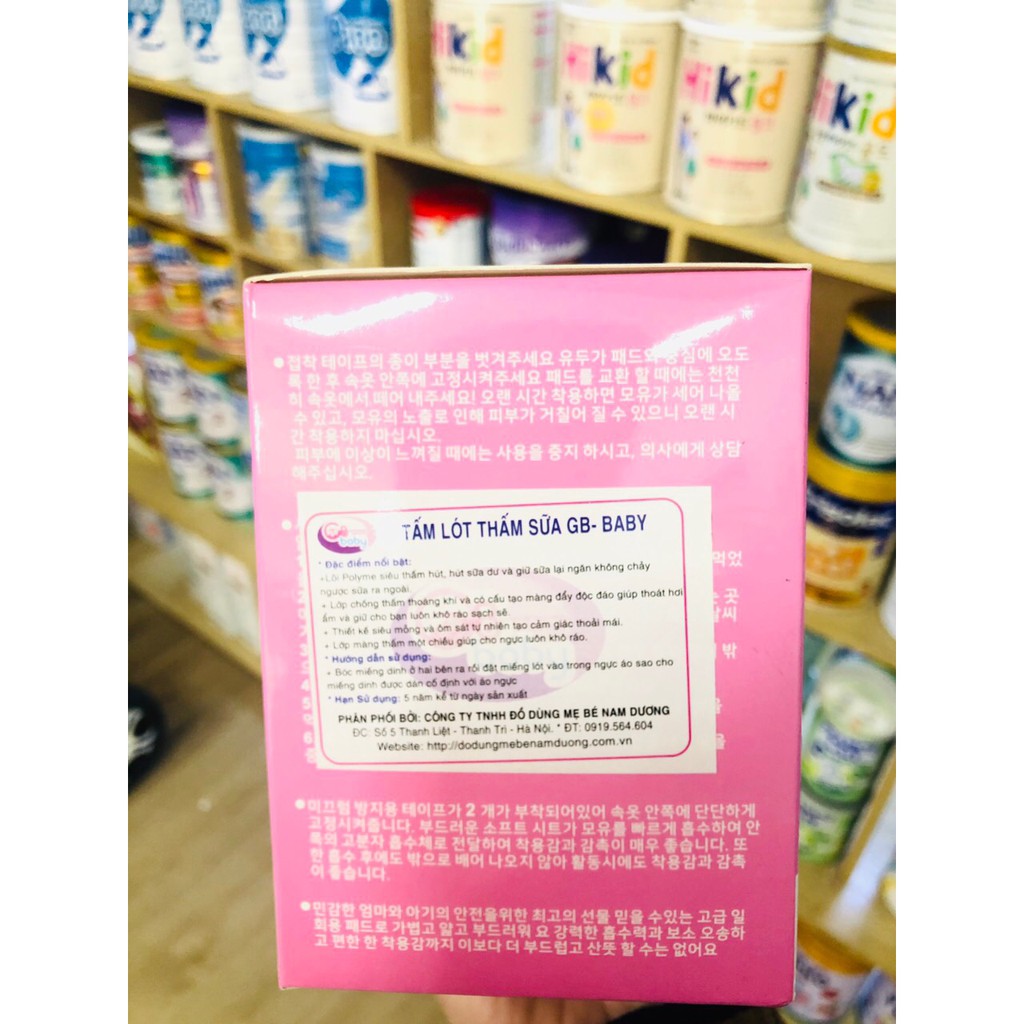 Hikid
Hikid
Hikid
Hikid
접착 테이프의 종이 부분을 벗겨주세요 유두가 패드와 중심에 오도
록 한 후 속옷 안쪽에 고정시켜주세요 패드를 교환 할 때에는 천천
히 속옷에서 떼어 내주세요! 오랜 시간 착용하면 모유가 세어 나올
수 있고, 모유의 노출로 인해 피부가 거칠어 질 수 있으니 오랜 시
간 착용하지 마십시오.
피부에 이상이 느껴질 때에는 사용을 중지 하시고, 의사에게 상담
해주십시오.
baby
TẤM LÓT THẤM SỮA GB- BABY
* Đặc điểm nổi bật:
+Lõi Polyme siêu thấm hút, hút sữa dư và giữ sữa lại ngăn không chảy
ngược sữa ra ngoài.
+ Lớp chống thấm thoáng khí và có cấu tạo màng đẩy độc đáo giúp thoát hơi
ẩm và giữ cho bạn luôn khô ráo sạch sẽ.
+ Thiết kế siêu mỏng và ôm sát tự nhiên tạo cảm giác thoải mái.
+ Lớp màng thấm một chiều giúp cho ngực luôn khô ráo.
* Hướng dẫn sử dụng:
+ Bóc miếng dính ở hai bên ra rồi đặt miếng lót vào trong ngực áo sao cho
miếng dính được dán cố định với áo ngực
* Hạn Sử Dụng: 5 năm kể từ ngày sản xuất
PHÂN PHỐI BỞI: CÔNG TY TNHH ĐỒ DÙNG MẸ BÉ NAM DƯƠNG
ĐC: Số 5 Thanh Liệt - Thanh Trì - Hà Nội. * ĐT: 0919.564.604
Website: http://dodungmebenamduong.com.vn
미끄럼 방지용 테이프가 2 개가 부착되어있어 속옷 안쪽에 단단하게
고정시켜줍니다. 부드러운 소프트 시트가 모유를 빠르게 흡수하여 안
쪽의 고분자 흡수체로 전달하여 착용감과 감촉이 매우 좋습니다. 또
한 흡수 후에도 밖으로 배어 나오지 않아 활동시에도 착용감과 감촉
이 좋습니다.
민감한 엄마와 아기의 안전을위한 최고의 선물 믿을 수있는 고급 일
회용 패드로 가볍고 얇고 부드러워 요 강력한 흡수력과 보소 오송하
고 편한 한 착용감까지 이보다 더 부드럽고 산뜻 할 수는 없어요